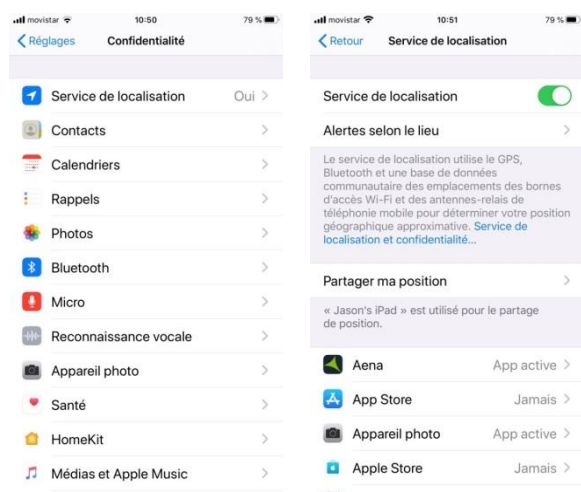 movistar 10:50 79 %
Réglages Confidentialité
Service de localisation Oui
Contacts
Calendriers
Rappels
Photos
Bluetooth
Micro
Reconnaissance vocale
Appareil photo
Santé
HomeKit
Médias et Apple Music
movistar 10:51 79 %
Retour Service de localisation
Service de localisation
Alertes selon le lieu
Le service de localisation utilise le GPS,
Bluetooth et une base de données
communautaire des emplacements des bornes
d'accès Wi-Fi et des antennes-relais de
téléphonie mobile pour déterminer votre position
géographique approximative. Service de
localisation et confidentialité...
Partager ma position
« Jason's iPad » est utilisé pour le partage
de position.
Aena App active
App Store Jamais
Appareil photo App active
Apple Store Jamais